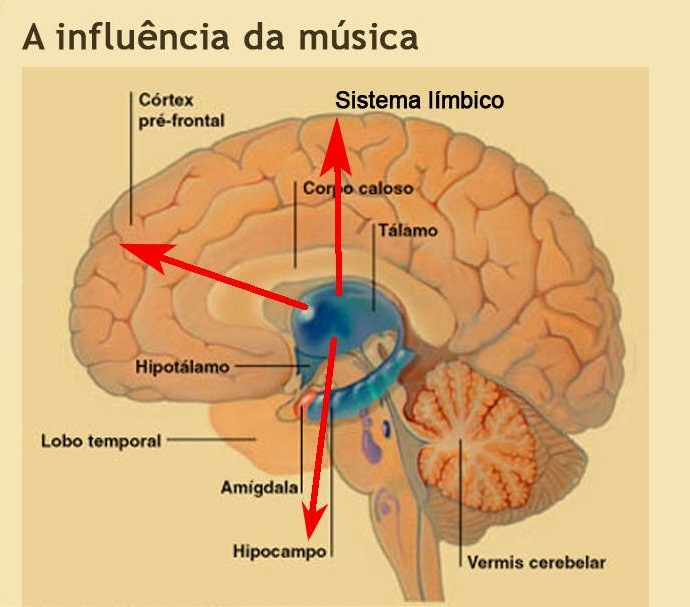 A influência da música
Sistema límbico
Córtex
pré-frontal
Corpo caloso
Tálamo
Hipotálamo
Lobo temporal
Amígdala
Hipocampo
Vermis cerebelar